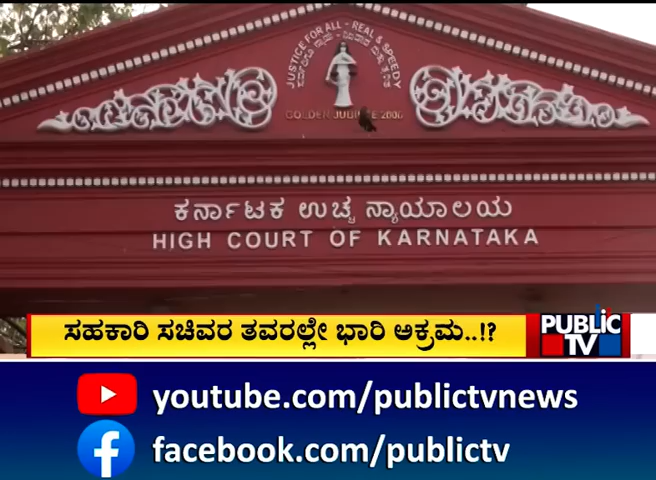 JUSTICE FOR ALL - REAL & SPEEDY
GOLDEN JUBILEE 2006
ಕರ್ನಾಟಕ ಉಚ್ಚ ನ್ಯಾಯಾಲಯ
HIGH COURT OF KARNATAKA
ಸಹಕಾರಿ ಸಚಿವರ ತವರಲ್ಲೇ ಭಾರಿ ಅಕ್ರಮ..!?
PUBLiC
TV
youtube.com/publictvnews
facebook.com/publictv